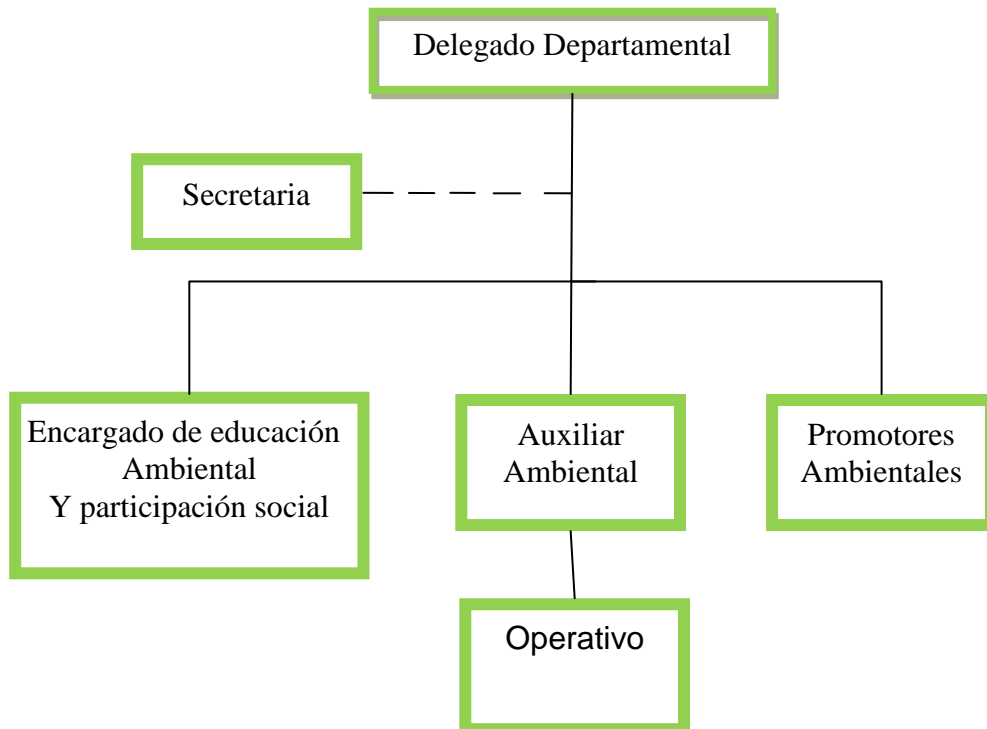 Delegado Departamental
Secretaria
Encargado de educación
Ambiental
Y participación social
Auxiliar
Ambiental
Promotores
Ambientales
Operativo